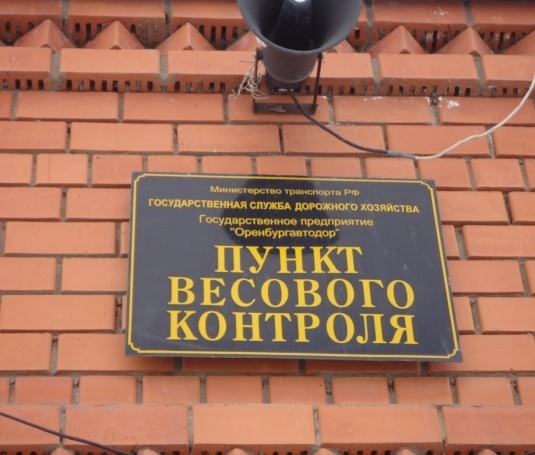 Министерство транспорта РФ
ГОСУДАРСТВЕННАЯ СЛУЖБА ДОРОЖНОГО ХОЗЯЙСТВА
Государственное предприятие
"Оренбургавтодор"
ПУНКТ
ВЕСОВОГО
КОНТРОЛЯ